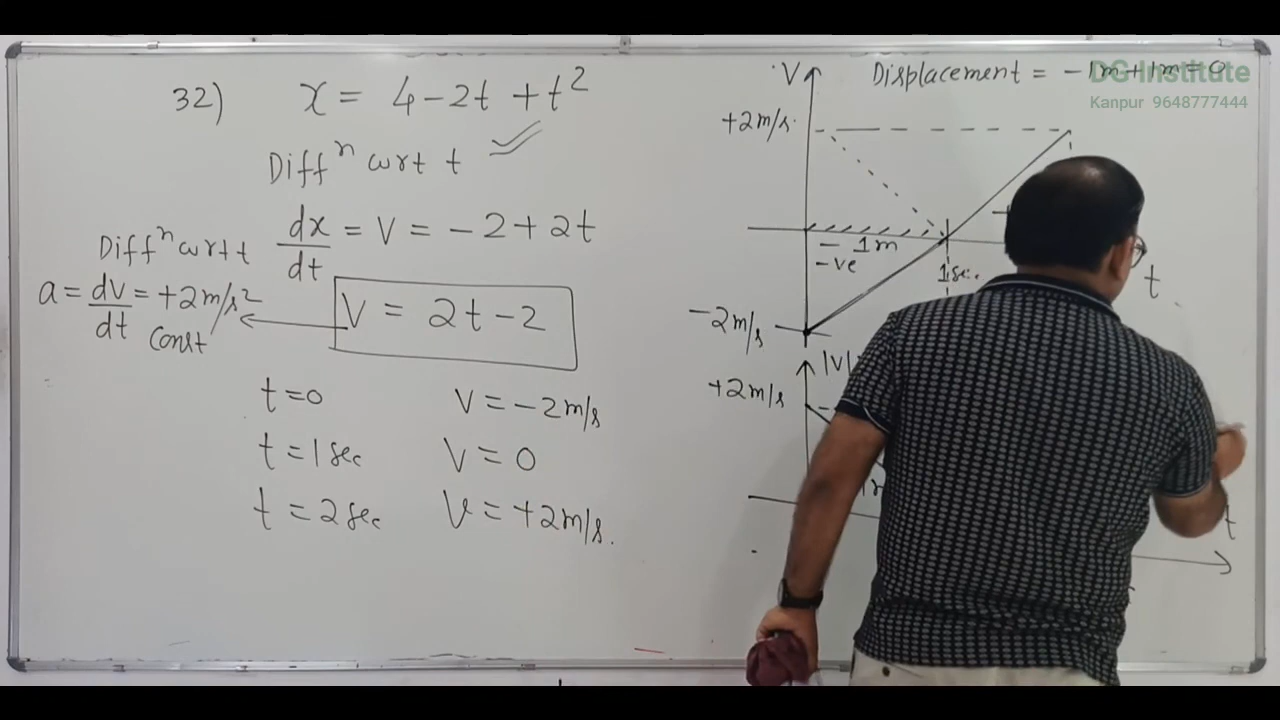 32) x = 4 - 2t + t²
Diffⁿ wrt t
dx/dt = V = -2 + 2t
Diffⁿ wrt t
a = dv/dt = +2m/s²
Const
V = 2t - 2
t = 0 V = -2m/s
t = 1 sec V = 0
t = 2 sec V = +2m/s.
V
Displacement = -1m + 1m = 0
DG Institute
Kanpur 9648777444
+2m/s
- 1m
-ve
1 sec.
t
-2m/s
|V|
+2m/s
t